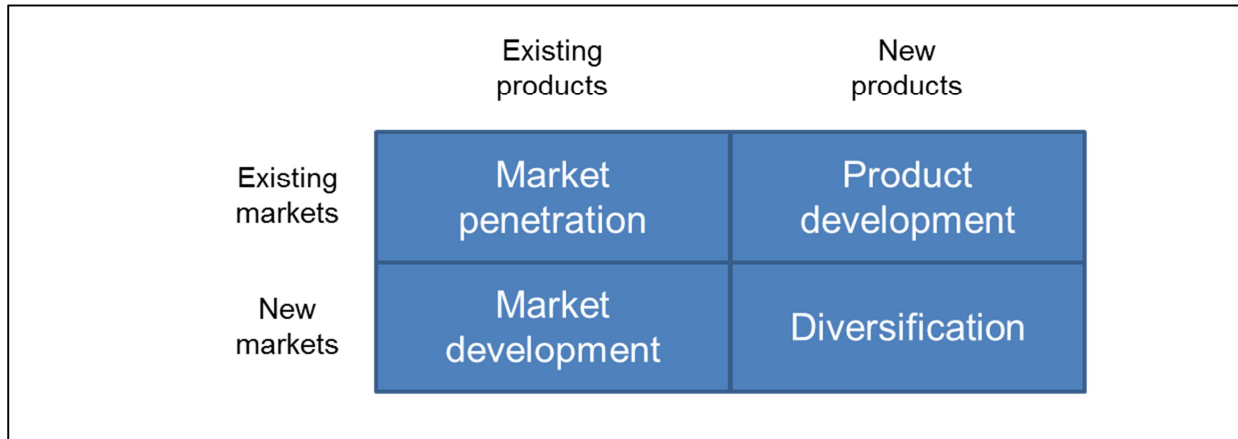 Existing
products
New
products
Existing
markets
Market
penetration
Product
development
New
markets
Market
development
Diversification